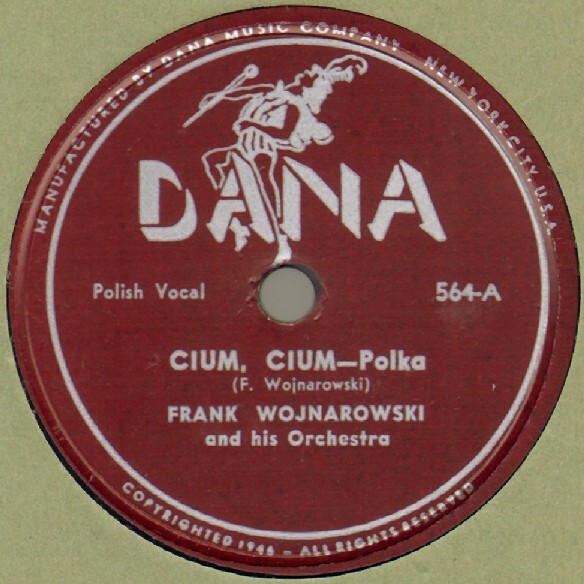 MANUFACTURED BY DANA MUSIC COMPANY - NEW YORK CITY, U.S.A.
DANA
Polish Vocal
564-A
CIUM, CIUM—Polka
(F. Wojnarowski)
FRANK WOJNAROWSKI
and his Orchestra
COPYRIGHTED 1946 - ALL RIGHTS RESERVED